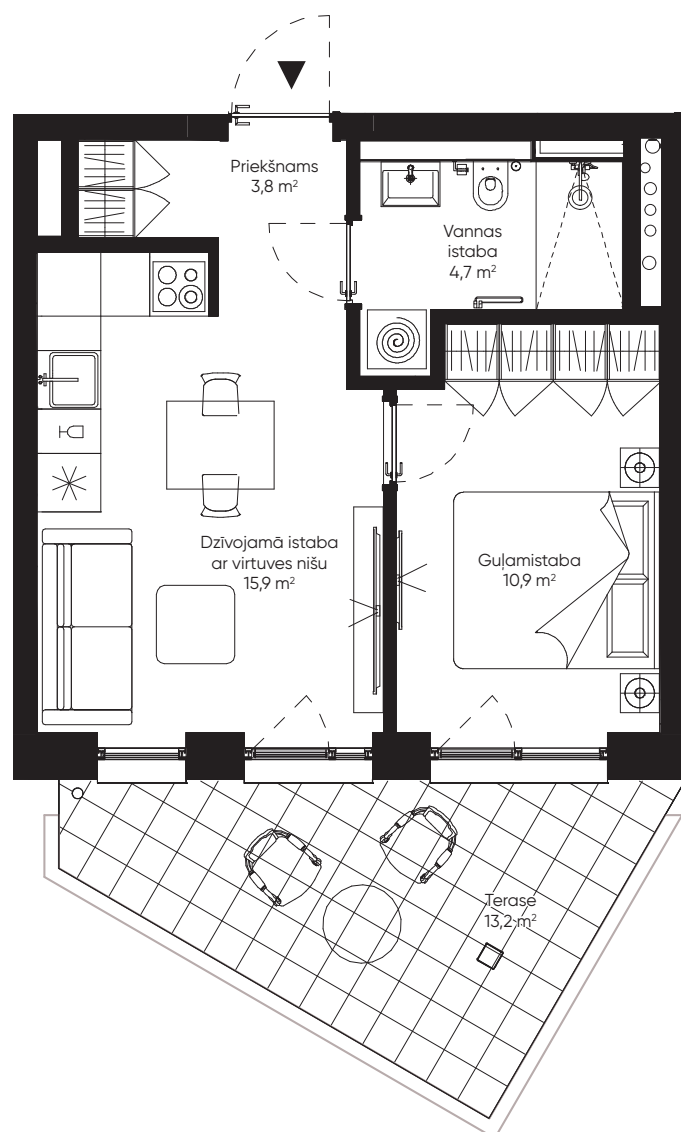 Priekšnams
3,8 m²
Vannas
istaba
4,7 m²
Dzīvojamā istaba
ar virtuves nišu
15,9 m²
Guļamistaba
10,9 m²
Terase
13,2 m²